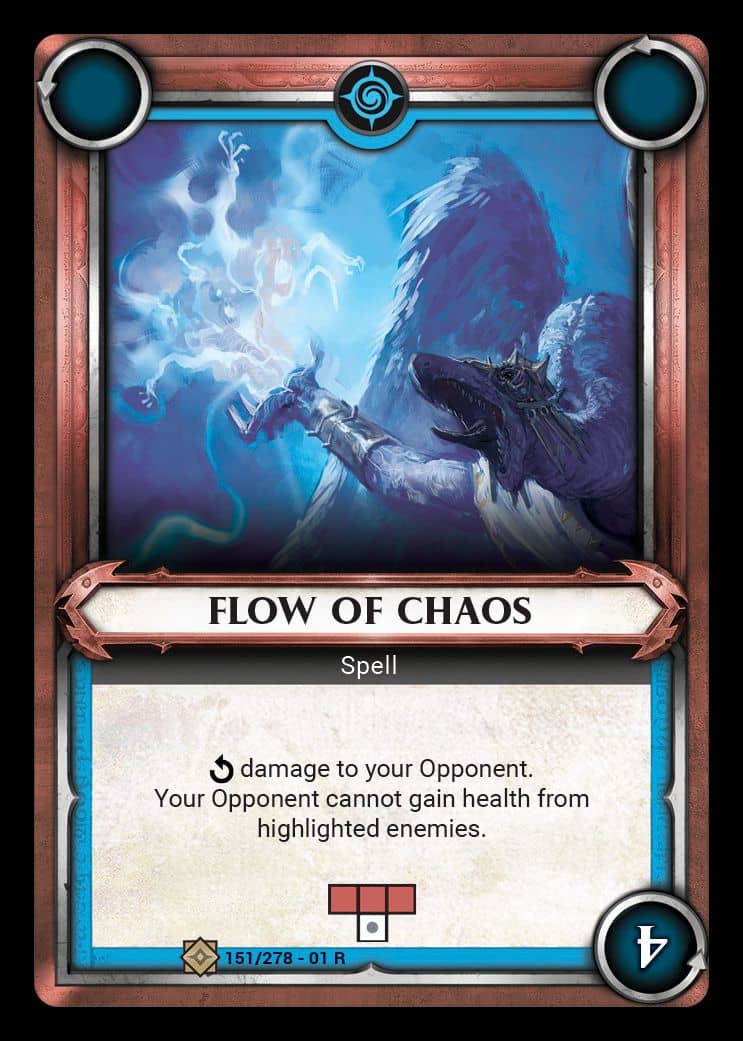 FLOW OF CHAOS
Spell
damage to your Opponent.
Your Opponent cannot gain health from
highlighted enemies.
151/278 - 01 R
4